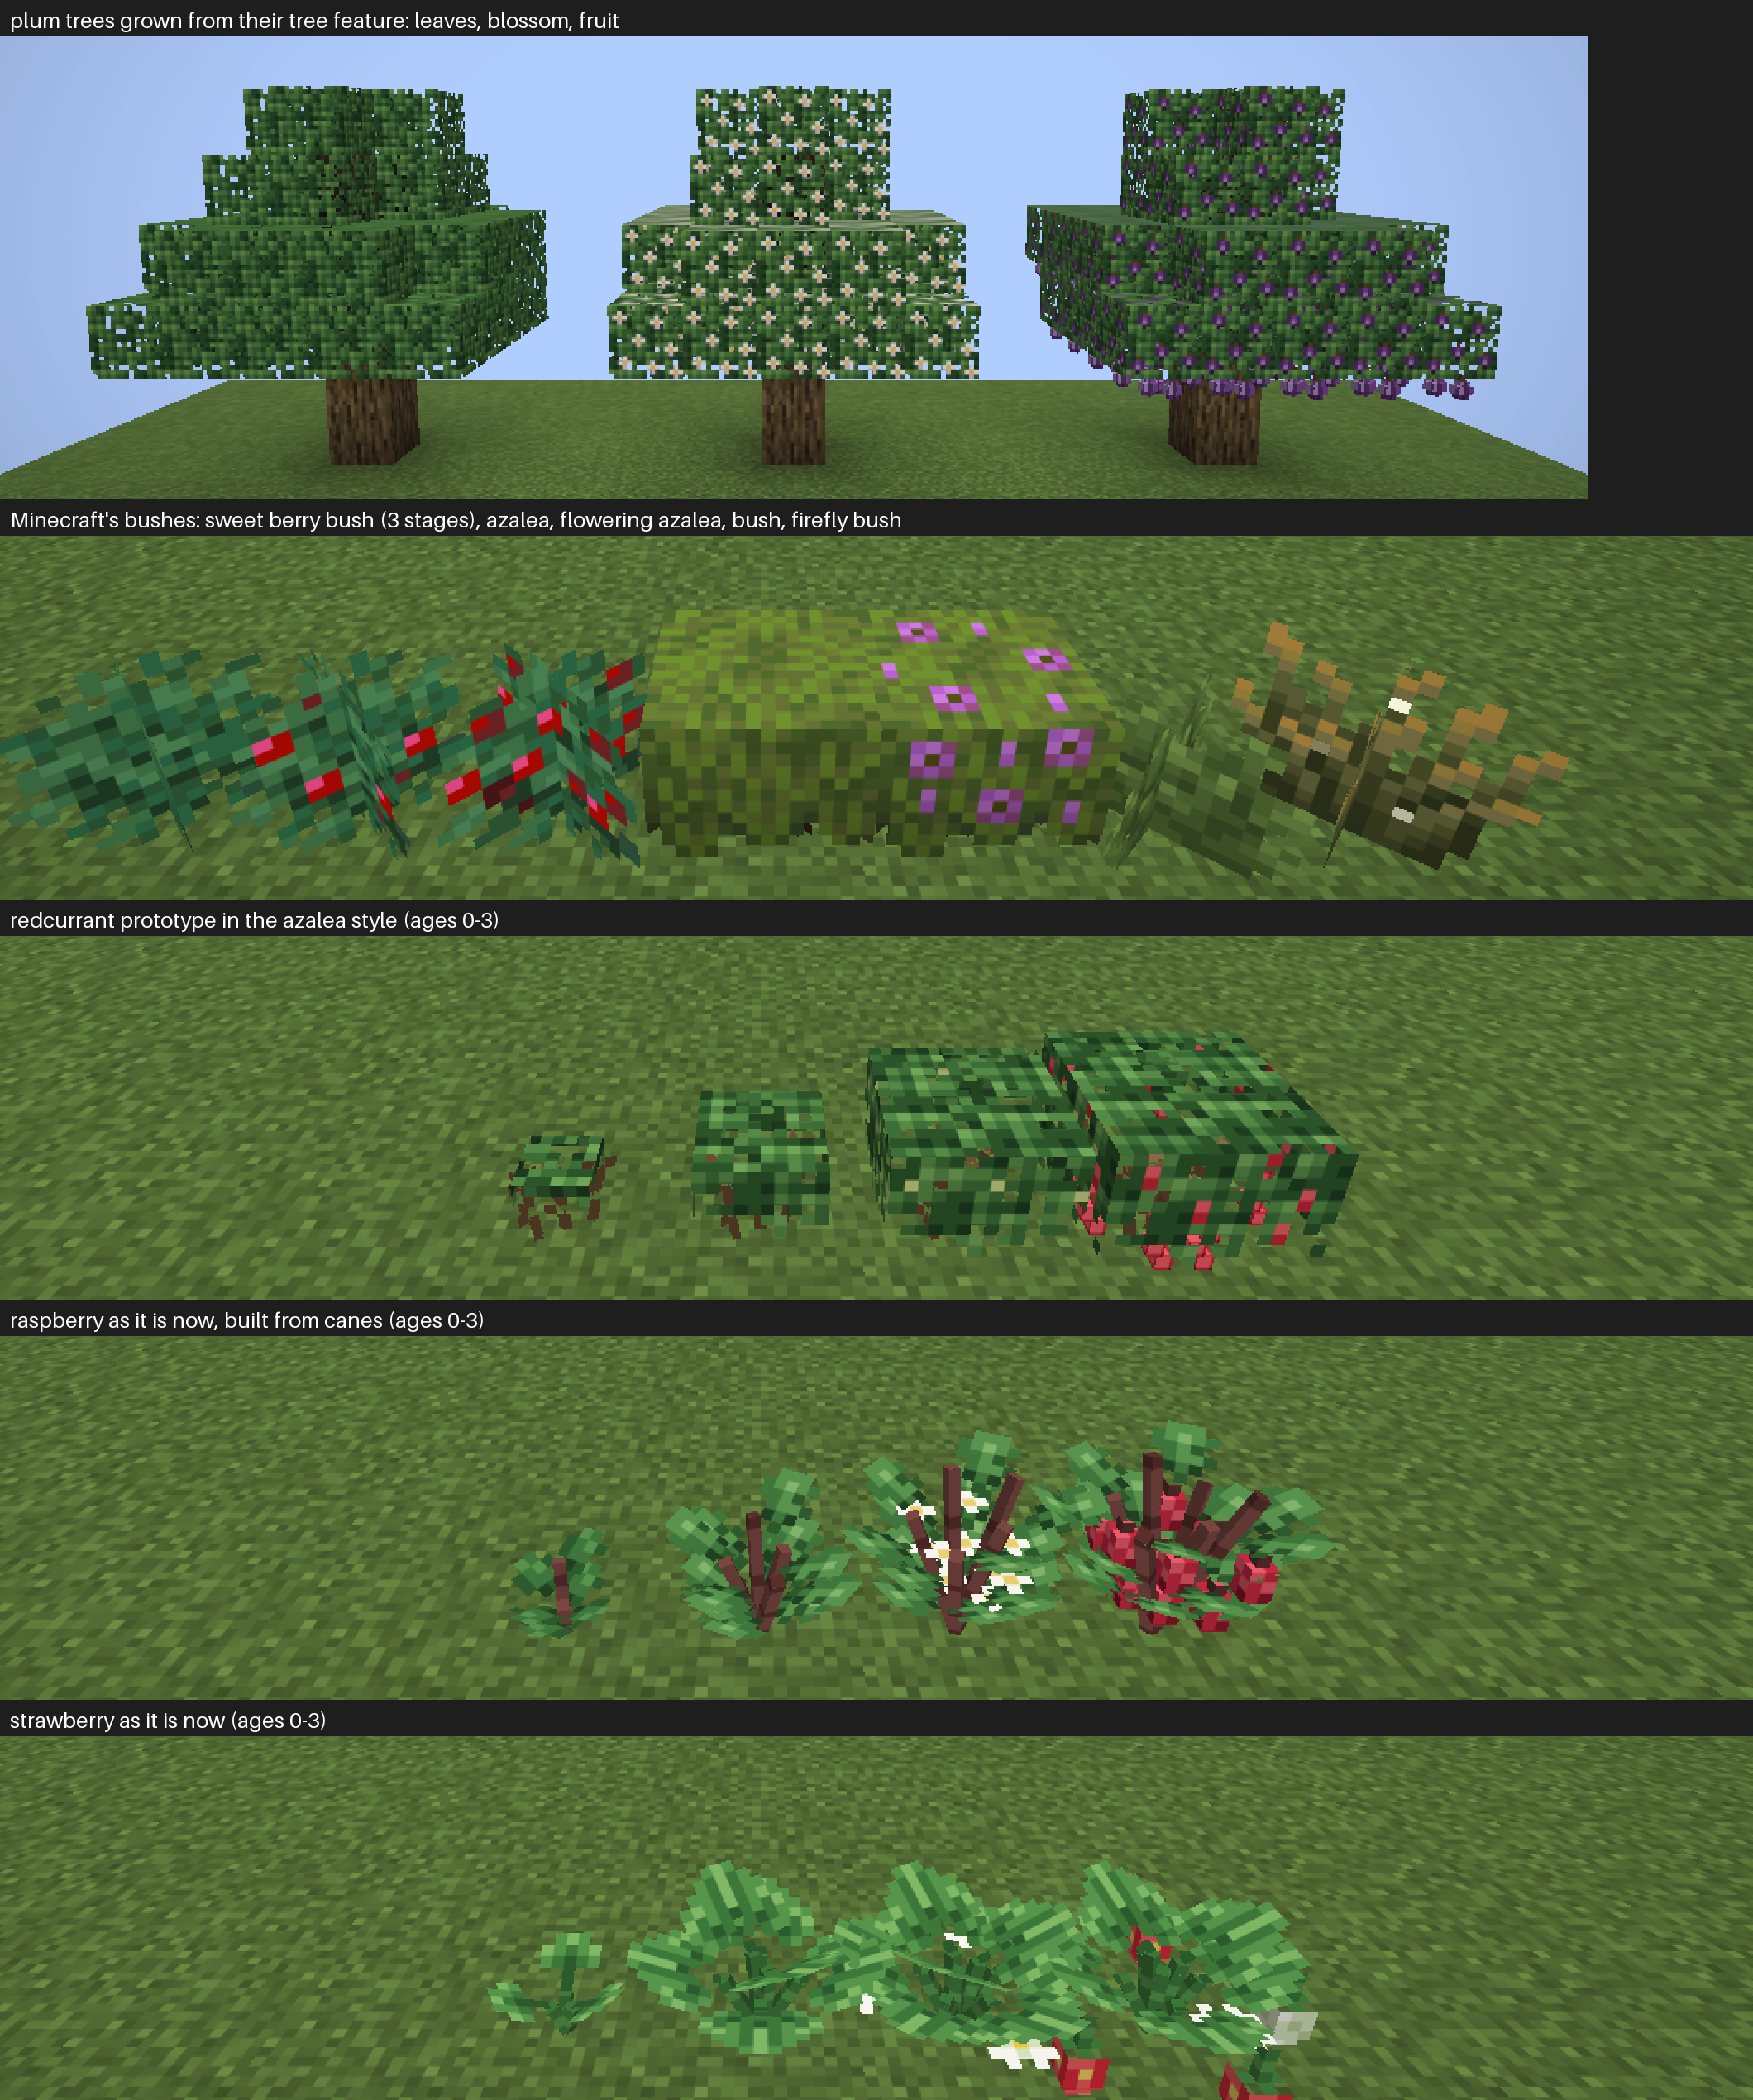 plum trees grown from their tree feature: leaves, blossom, fruit
Minecraft's bushes: sweet berry bush (3 stages), azalea, flowering azalea, bush, firefly bush
redcurrant prototype in the azalea style (ages 0-3)
raspberry as it is now, built from canes (ages 0-3)
strawberry as it is now (ages 0-3)